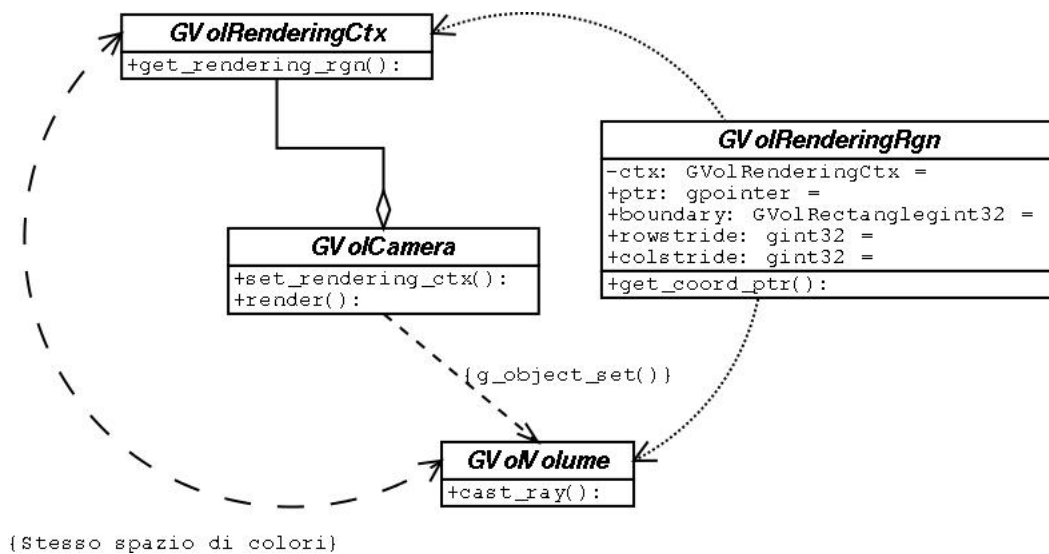 GVolRenderingCtx
+get_rendering_rgn():
GVolRenderingRgn
-ctx: GVolRenderingCtx =
+ptr: gpointer =
+boundary: GVolRectanglegint32 =
+rowstride: gint32 =
+colstride: gint32 =
+get_coord_ptr():
GVolCamera
+set_rendering_ctx():
+render():
{g_object_set()}
GVolVolume
+cast_ray():
{Stesso spazio di colori}